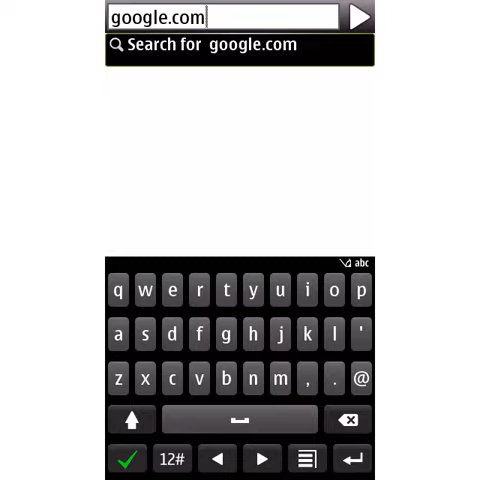 google.com
Search for google.com
abc
q w e r t y u i o p
a s d f g h j k l '
z x c v b n m , . @
12#